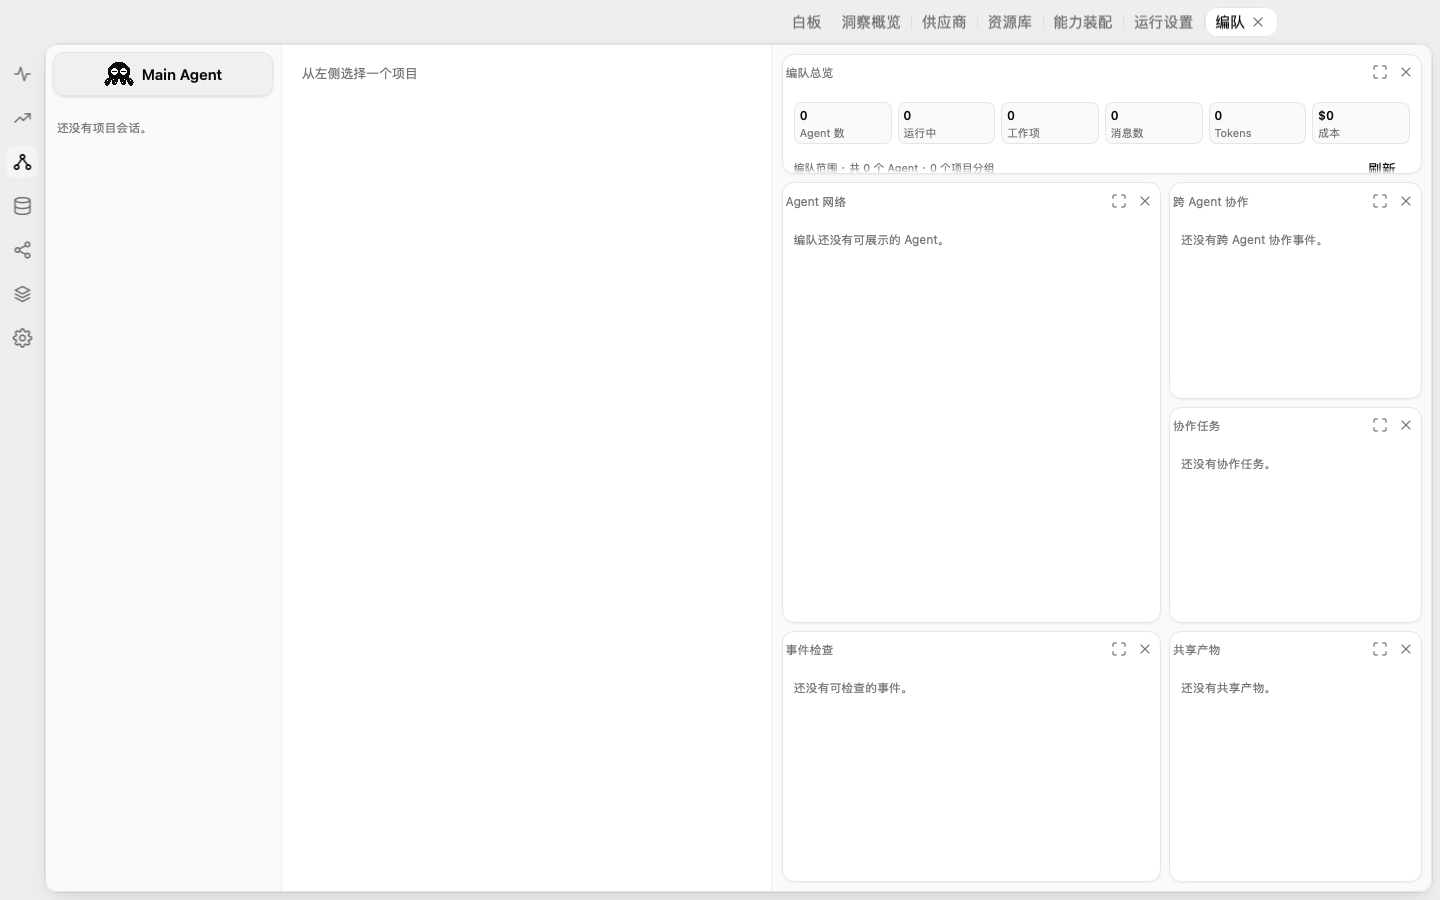 白板 洞察概览 供应商 资源库 能力装配 运行设置 编队
Main Agent
还没有项目会话。
从左侧选择一个项目
编队总览
0 0 0 0 0 $0
Agent 数 运行中 工作项 消息数 Tokens 成本
编队范围 · 共 0 个 Agent · 0 个项目分组 刷新
Agent 网络
编队还没有可展示的 Agent。
跨 Agent 协作
还没有跨 Agent 协作事件。
协作任务
还没有协作任务。
事件检查
还没有可检查的事件。
共享产物
还没有共享产物。